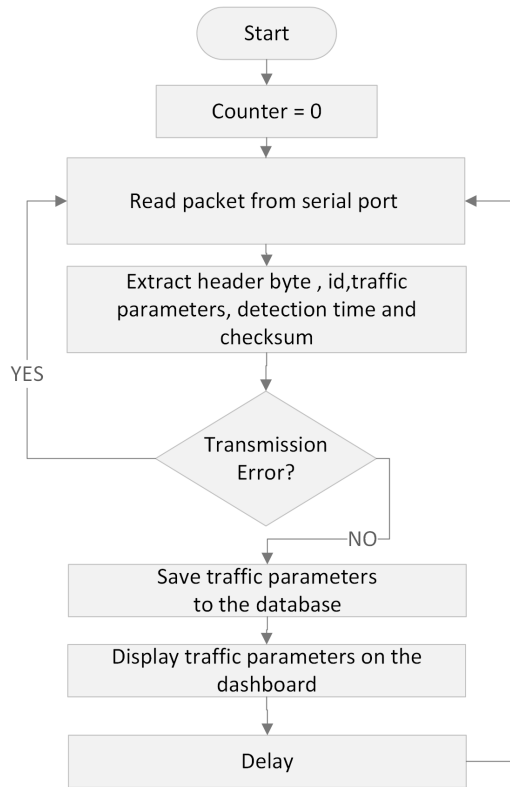 Start
Counter = 0
Read packet from serial port
Extract header byte , id,traffic
parameters, detection time and
checksum
YES
Transmission
Error?
NO
Save traffic parameters
to the database
Display traffic parameters on the
dashboard
Delay